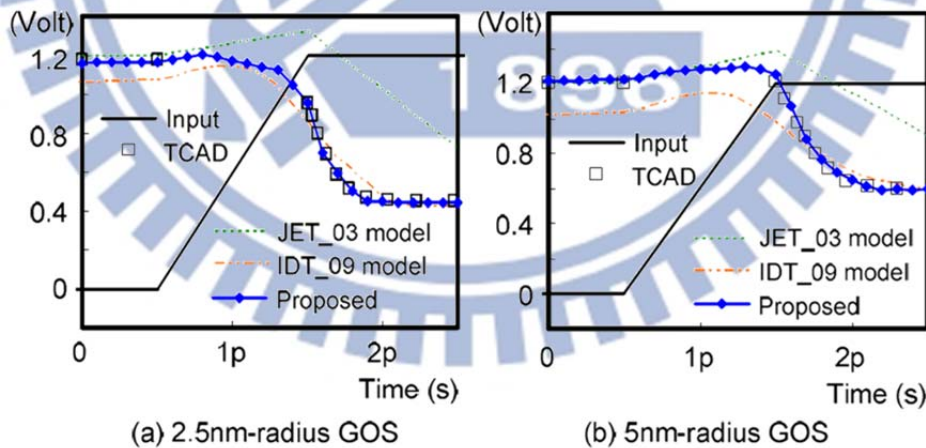 (Volt)
1.2
0.8
0.4
0
Input
TCAD
JET_03 model
IDT_09 model
Proposed
0
1p
2p
Time (s)
(a) 2.5nm-radius GOS
(b)
(Volt)
1.2
0.8
0.4
0
1896
Input
TCAD
JET_03 model
IDT_09 model
Proposed
0
1p
2p
Time (s)
(b) 5nm-radius GOS